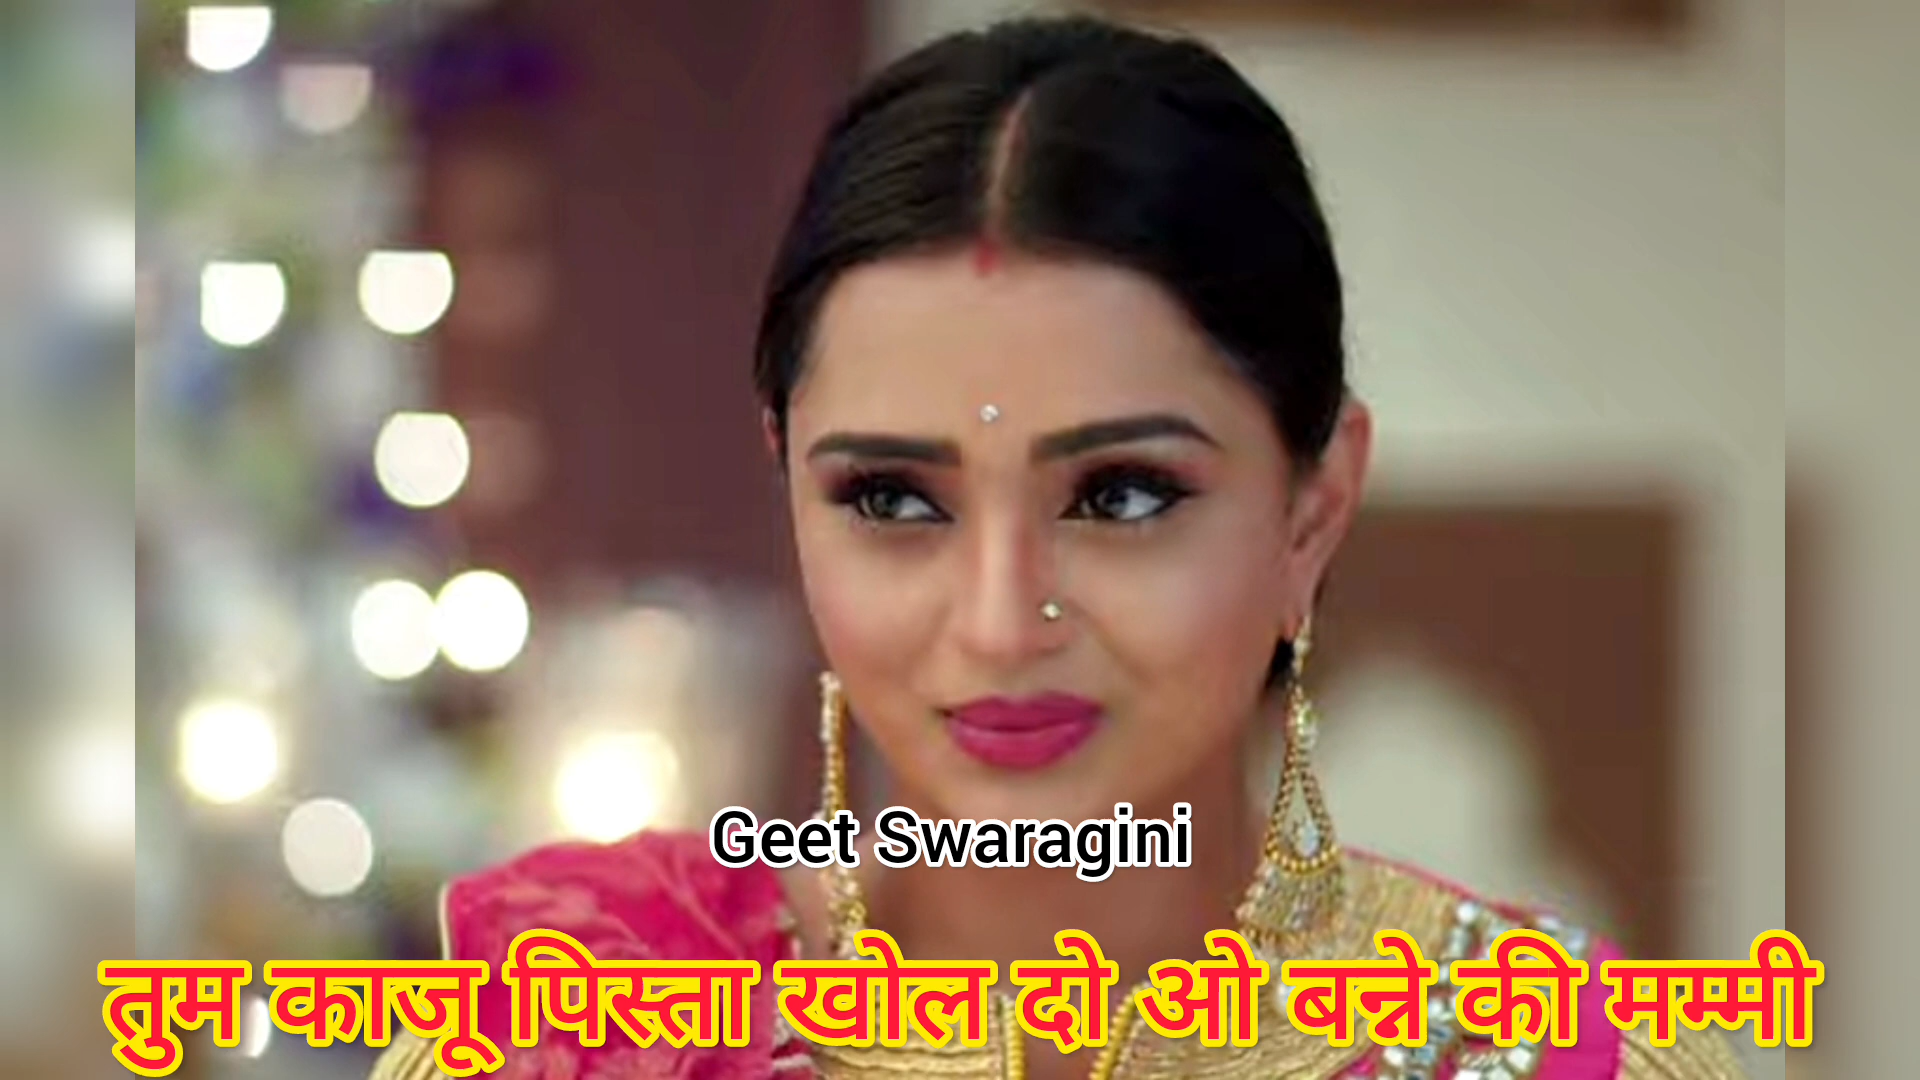 Geet Swaragini
तुम काजू पिस्ता खोल दो ओ बन्ने की मम्मी